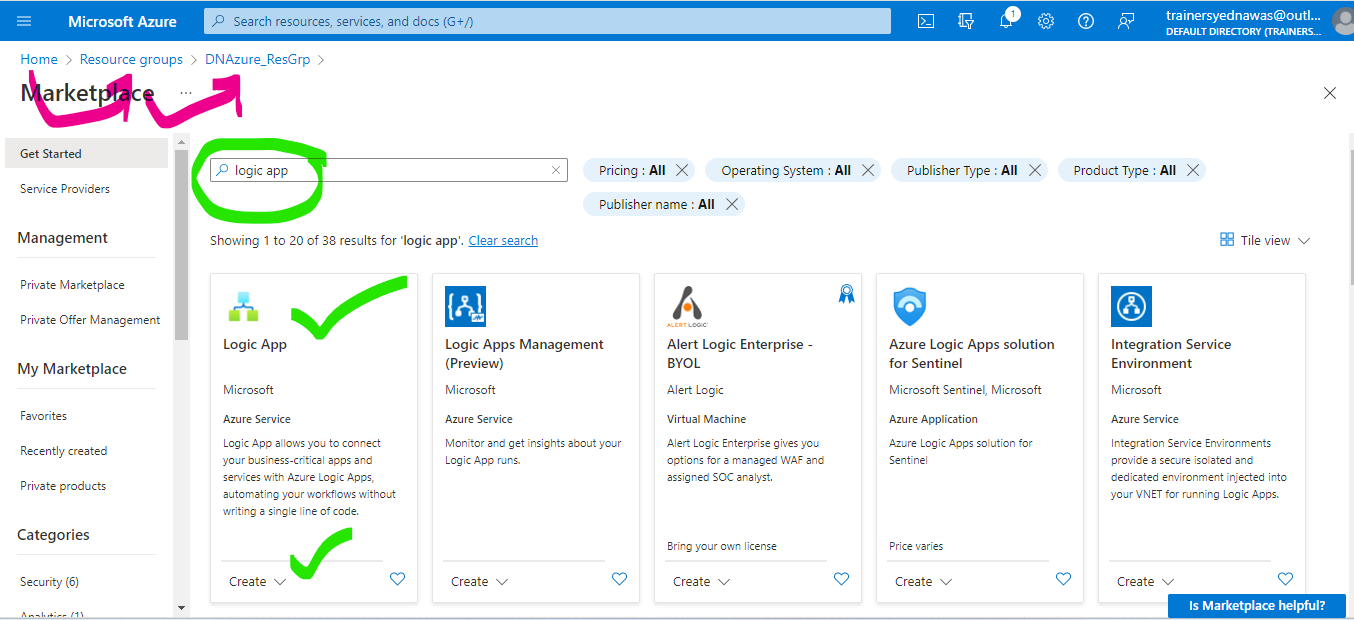 Microsoft Azure
Search resources, services, and docs (G+/)
1
trainersyednawas@outl...
DEFAULT DIRECTORY (TRAINERS...
Home > Resource groups > DNAzure_ResGrp >
Marketplace ...
Get Started
Service Providers
Management
Private Marketplace
Private Offer Management
My Marketplace
Favorites
Recently created
Private products
Categories
Security (6)
Analytics (1)
logic app
Pricing : All
Operating System : All
Publisher Type : All
Product Type : All
Publisher name : All
Showing 1 to 20 of 38 results for 'logic app'. Clear search
Tile view
Logic App
Microsoft
Azure Service
Logic App allows you to connect
your business-critical apps and
services with Azure Logic Apps,
automating your workflows without
writing a single line of code.
Create
Logic Apps Management
(Preview)
Microsoft
Azure Service
Monitor and get insights about your
Logic App runs.
Create
ALERT LOGIC
Alert Logic Enterprise -
BYOL
Alert Logic
Virtual Machine
Alert Logic Enterprise gives you
options for a managed WAF and
assigned SOC analyst.
Bring your own license
Create
Azure Logic Apps solution
for Sentinel
Microsoft Sentinel, Microsoft
Azure Application
Azure Logic Apps solution for
Sentinel
Price varies
Create
Integration Service
Environment
Microsoft
Azure Service
Integration Service Environments
provide a secure isolated and
dedicated environment injected into
your VNET for running Logic Apps.
Create
Is Marketplace helpful?